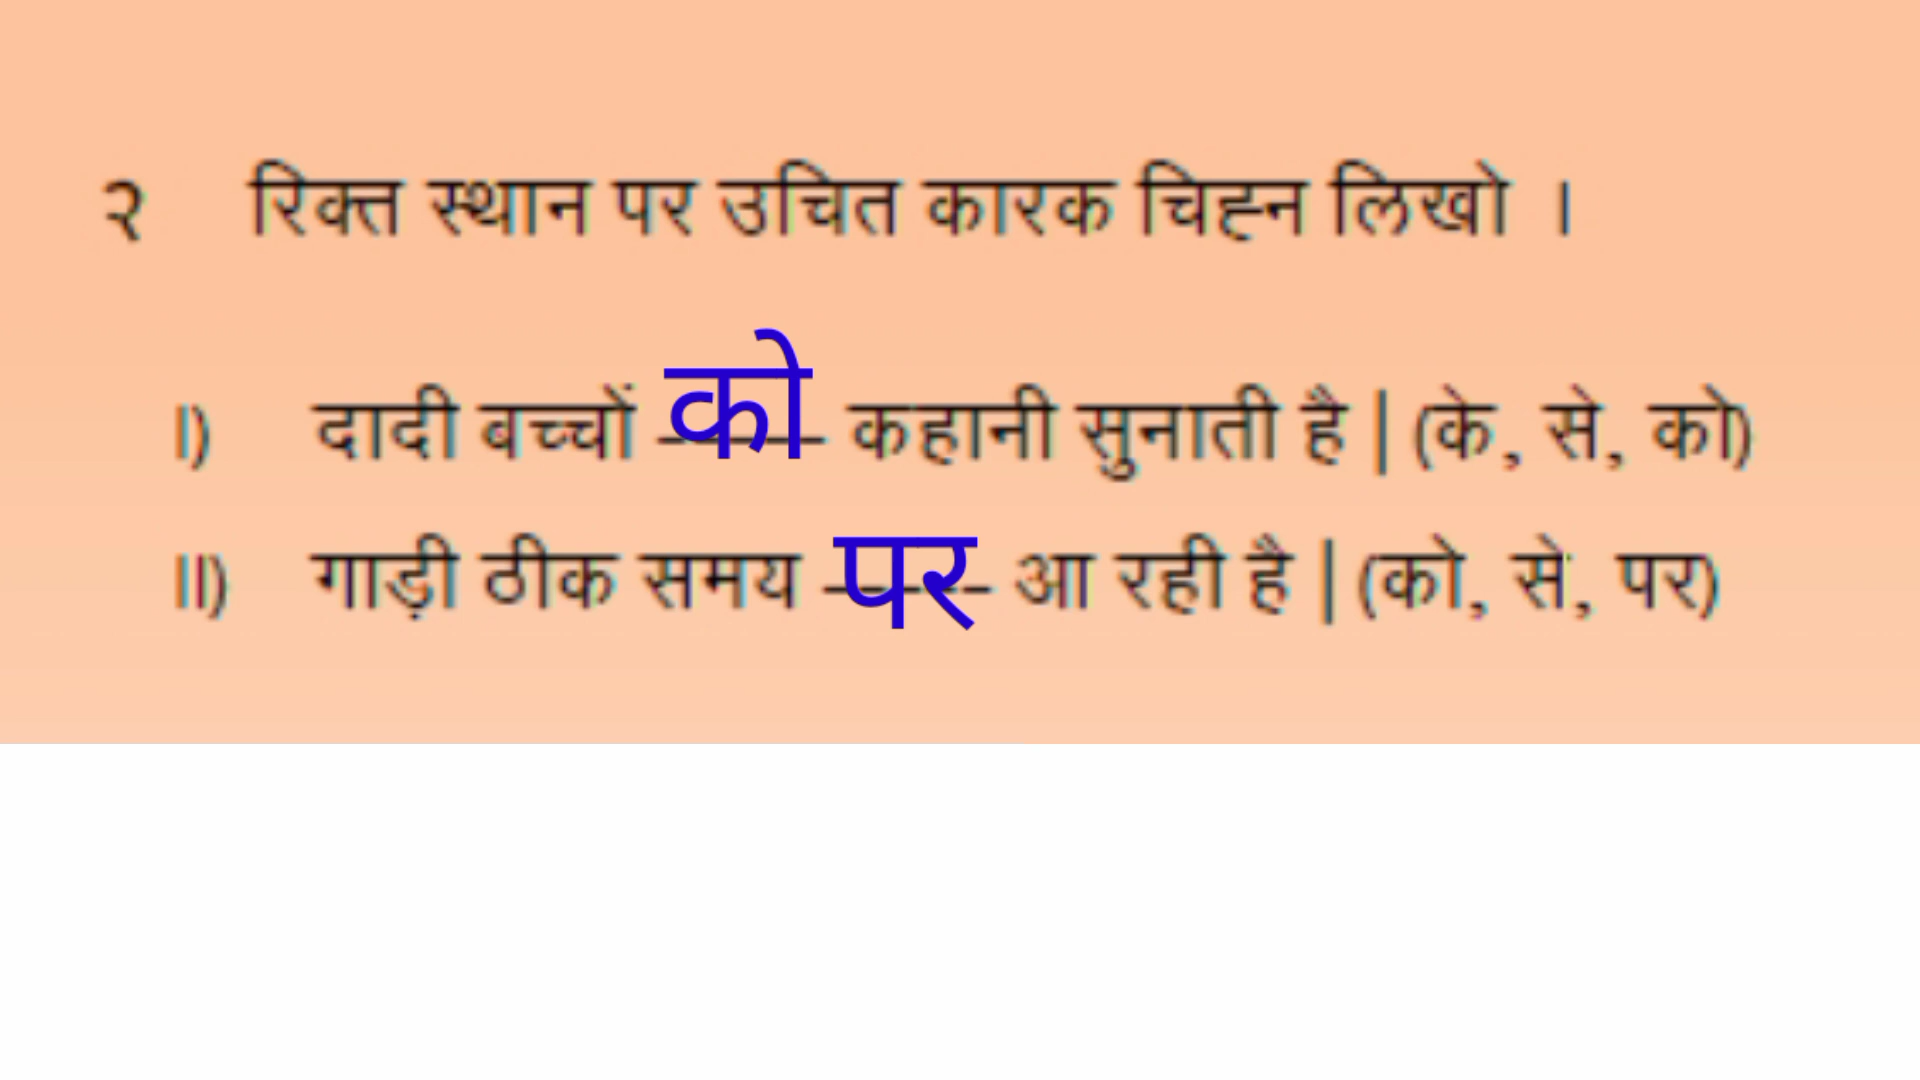 २ रिक्त स्थान पर उचित कारक चिह्न लिखो ।
I) दादी बच्चों को कहानी सुनाती है | (के, से, को)
II) गाड़ी ठीक समय पर आ रही है | (को, से, पर)